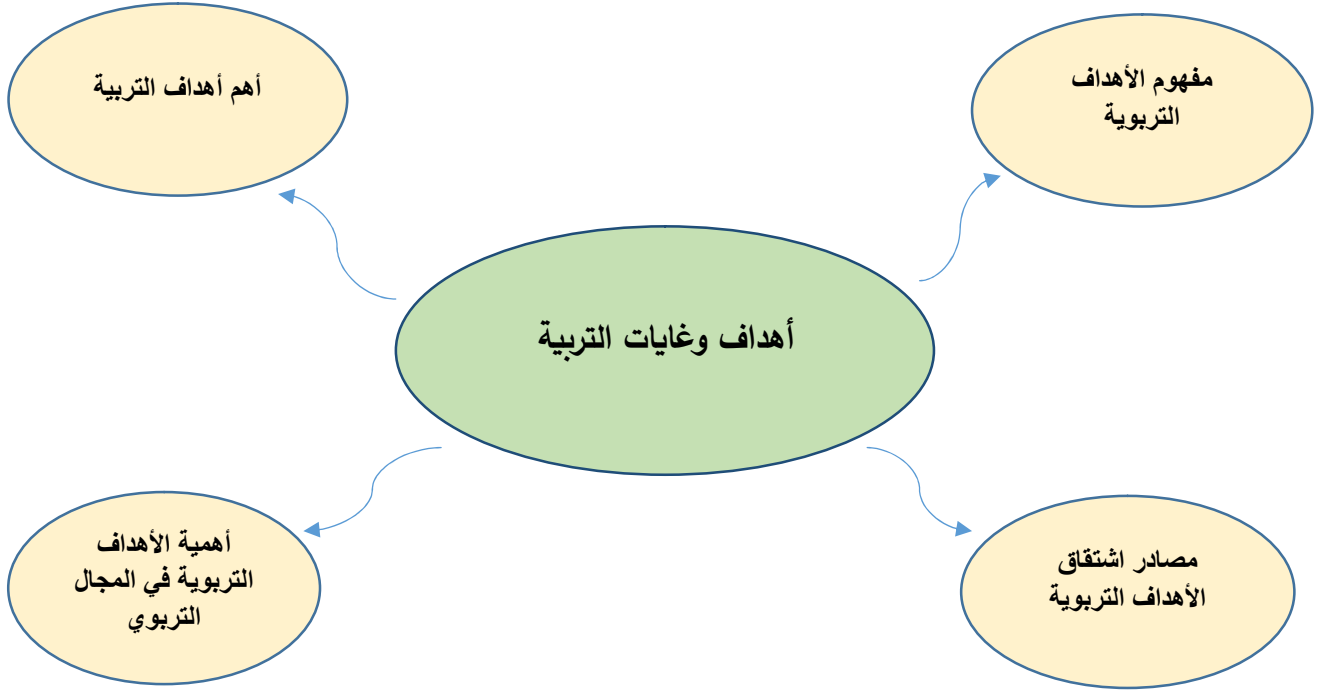 مفهوم الأهداف
التربوية
أهم أهداف التربية
أهداف وغايات التربية
مصادر اشتقاق
الأهداف التربوية
أهمية الأهداف
التربوية في المجال
التربوي